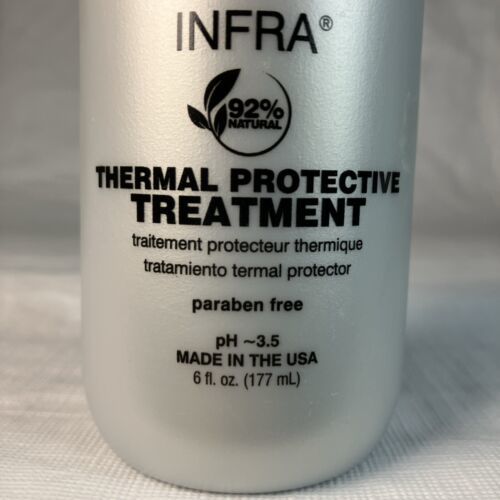 INFRA®
92%
NATURAL
THERMAL PROTECTIVE
TREATMENT
traitement protecteur thermique
tratamiento termal protector
paraben free
pH ~3.5
MADE IN THE USA
6 fl. oz. (177 mL)